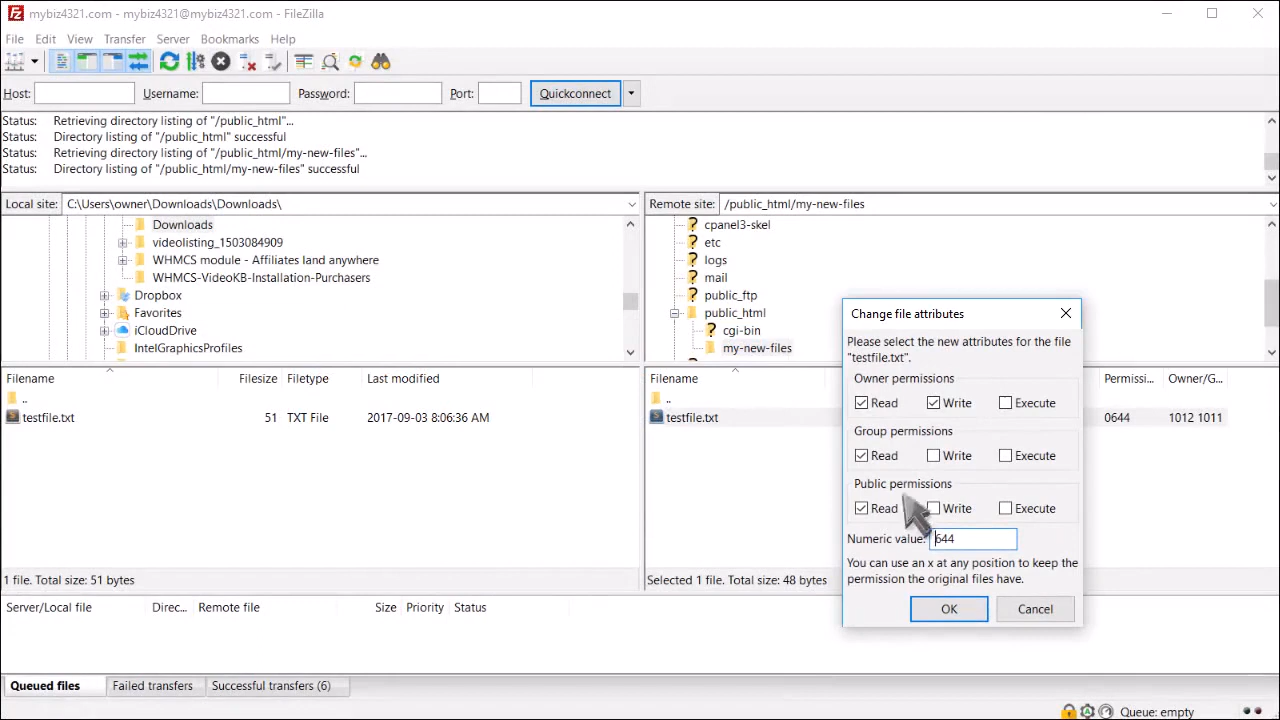 mybiz4321.com - mybiz4321@mybiz4321.com - FileZilla
File Edit View Transfer Server Bookmarks Help
Host: Username: Password: Port: Quickconnect
Status: Retrieving directory listing of "/public_html"...
Status: Directory listing of "/public_html" successful
Status: Retrieving directory listing of "/public_html/my-new-files"...
Status: Directory listing of "/public_html/my-new-files" successful
Local site: C:\Users\owner\Downloads\Downloads\
Downloads
videolisting_1503084909
WHMCS module - Affiliates land anywhere
WHMCS-VideoKB-Installation-Purchasers
Dropbox
Favorites
iCloudDrive
IntelGraphicsProfiles
Remote site: /public_html/my-new-files
cpanel3-skel
etc
logs
mail
public_ftp
public_html
cgi-bin
my-new-files
Filename Filesize Filetype Last modified
..
testfile.txt 51 TXT File 2017-09-03 8:06:36 AM
1 file. Total size: 51 bytes
Filename Permissi... Owner/G...
..
testfile.txt 0644 1012 1011
Selected 1 file. Total size: 48 bytes
Change file attributes
Please select the new attributes for the file
"testfile.txt".
Owner permissions
Read Write Execute
Group permissions
Read Write Execute
Public permissions
Read Write Execute
Numeric value: 644
You can use an x at any position to keep the
permission the original files have.
OK Cancel
Server/Local file Direc... Remote file Size Priority Status
Queued files Failed transfers Successful transfers (6)
Queue: empty